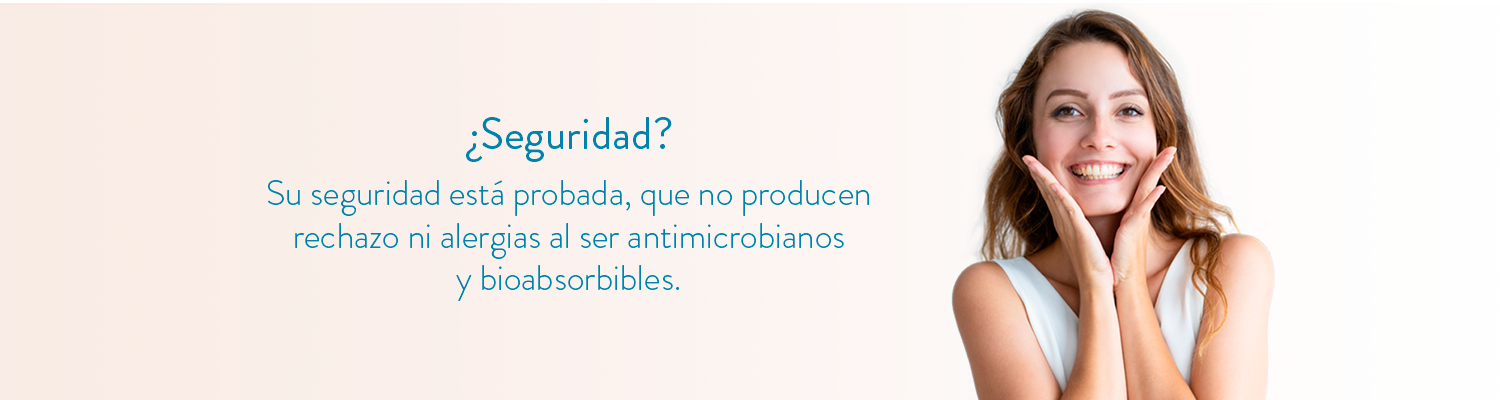 ¿Seguridad?
Su seguridad está probada, que no producen
rechazo ni alergias al ser antimicrobianos
y bioabsorbibles.